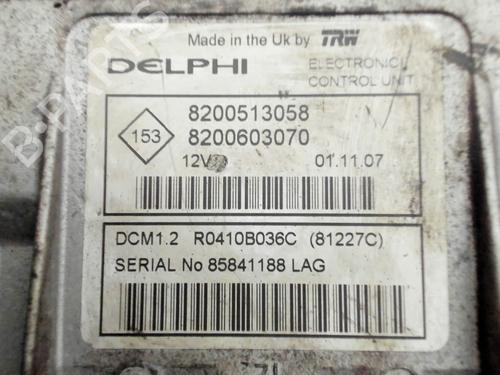 Made in the Uk by TRW
DELPHI
ELECTRONIC
CONTROL UNIT
153
8200513058
8200603070
12V
01.11.07
DCM1.2 R0410B036C (81227C)
SERIAL No 85841188 LAG
B-PARTS